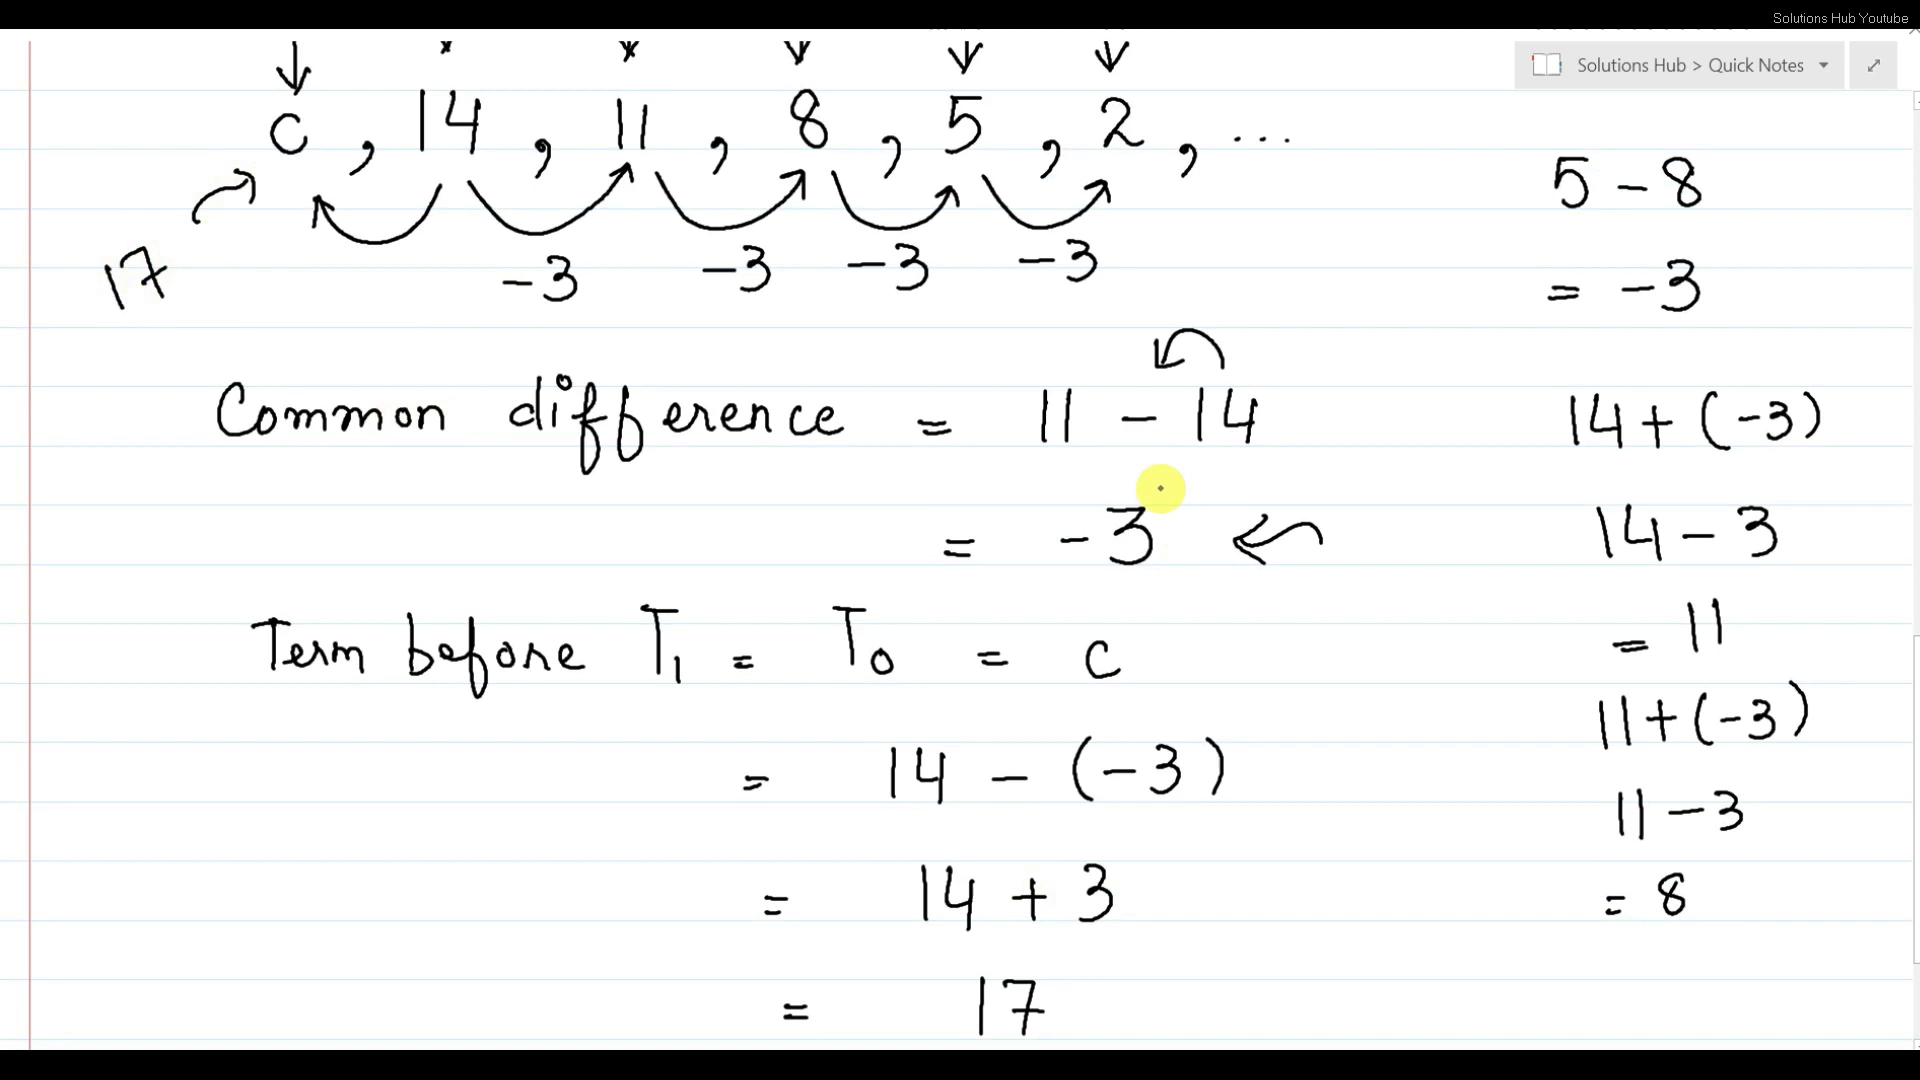 Solutions Hub Youtube
Solutions Hub > Quick Notes
c , 14 , 11 , 8 , 5 , 2 , ...
17
-3 -3 -3 -3
5 - 8
= -3
Common difference = 11 - 14
= -3
14 + (-3)
14 - 3
= 11
11 + (-3)
11 - 3
= 8
Term before T₁ = T₀ = c
= 14 - (-3)
= 14 + 3
= 17